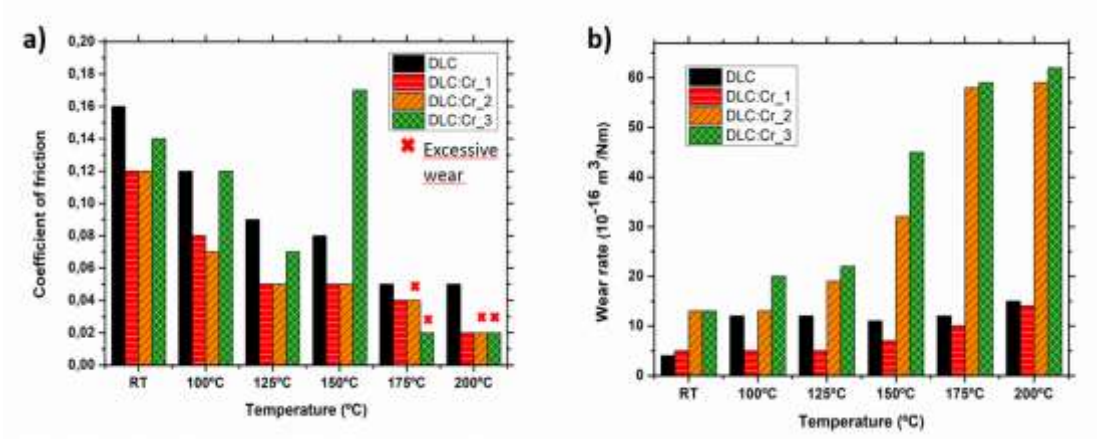 a)
0,20
0,18
0,16
0,14
0,12
0,10
0,08
0,06
0,04
0,02
0,00
Coefficient of friction
DLC
DLC:Cr_1
DLC:Cr_2
DLC:Cr_3
Excessive
wear
RT 100ºC 125ºC 150ºC 175ºC 200ºC
Temperature (ºC)
b)
60
50
40
30
20
10
0
Wear rate (10⁻¹⁶ m³/Nm)
DLC
DLC:Cr_1
DLC:Cr_2
DLC:Cr_3
RT 100ºC 125ºC 150ºC 175ºC 200ºC
Temperature (ºC)